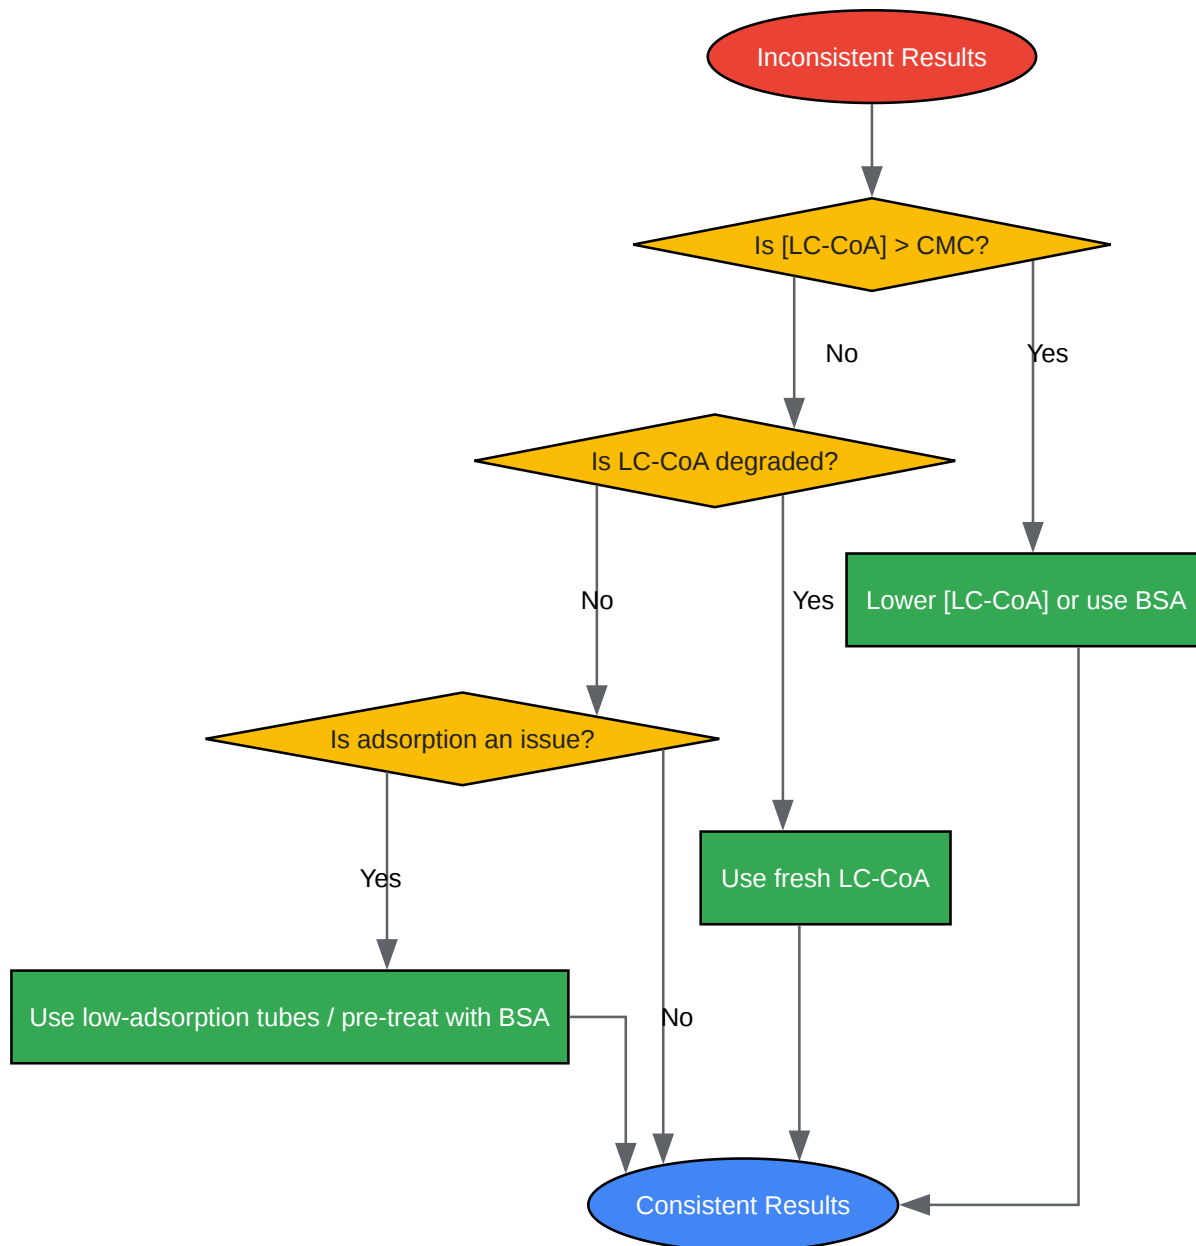 Inconsistent Results
Is [LC-CoA] > CMC?
No
Yes
Is LC-CoA degraded?
No
Yes
Lower [LC-CoA] or use BSA
Is adsorption an issue?
Yes
Use fresh LC-CoA
Use low-adsorption tubes / pre-treat with BSA
No
Consistent Results